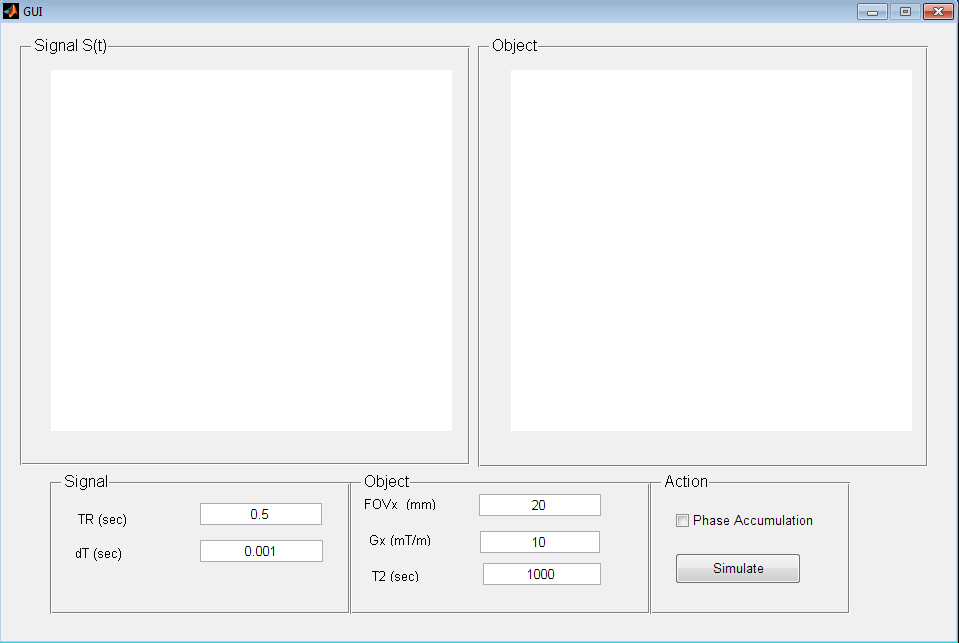 GUI
Signal S(t)
Object
Signal
TR (sec)
0.5
dT (sec)
0.001
Object
FOVx (mm)
20
Gx (mT/m)
10
T2 (sec)
1000
Action
Phase Accumulation
Simulate